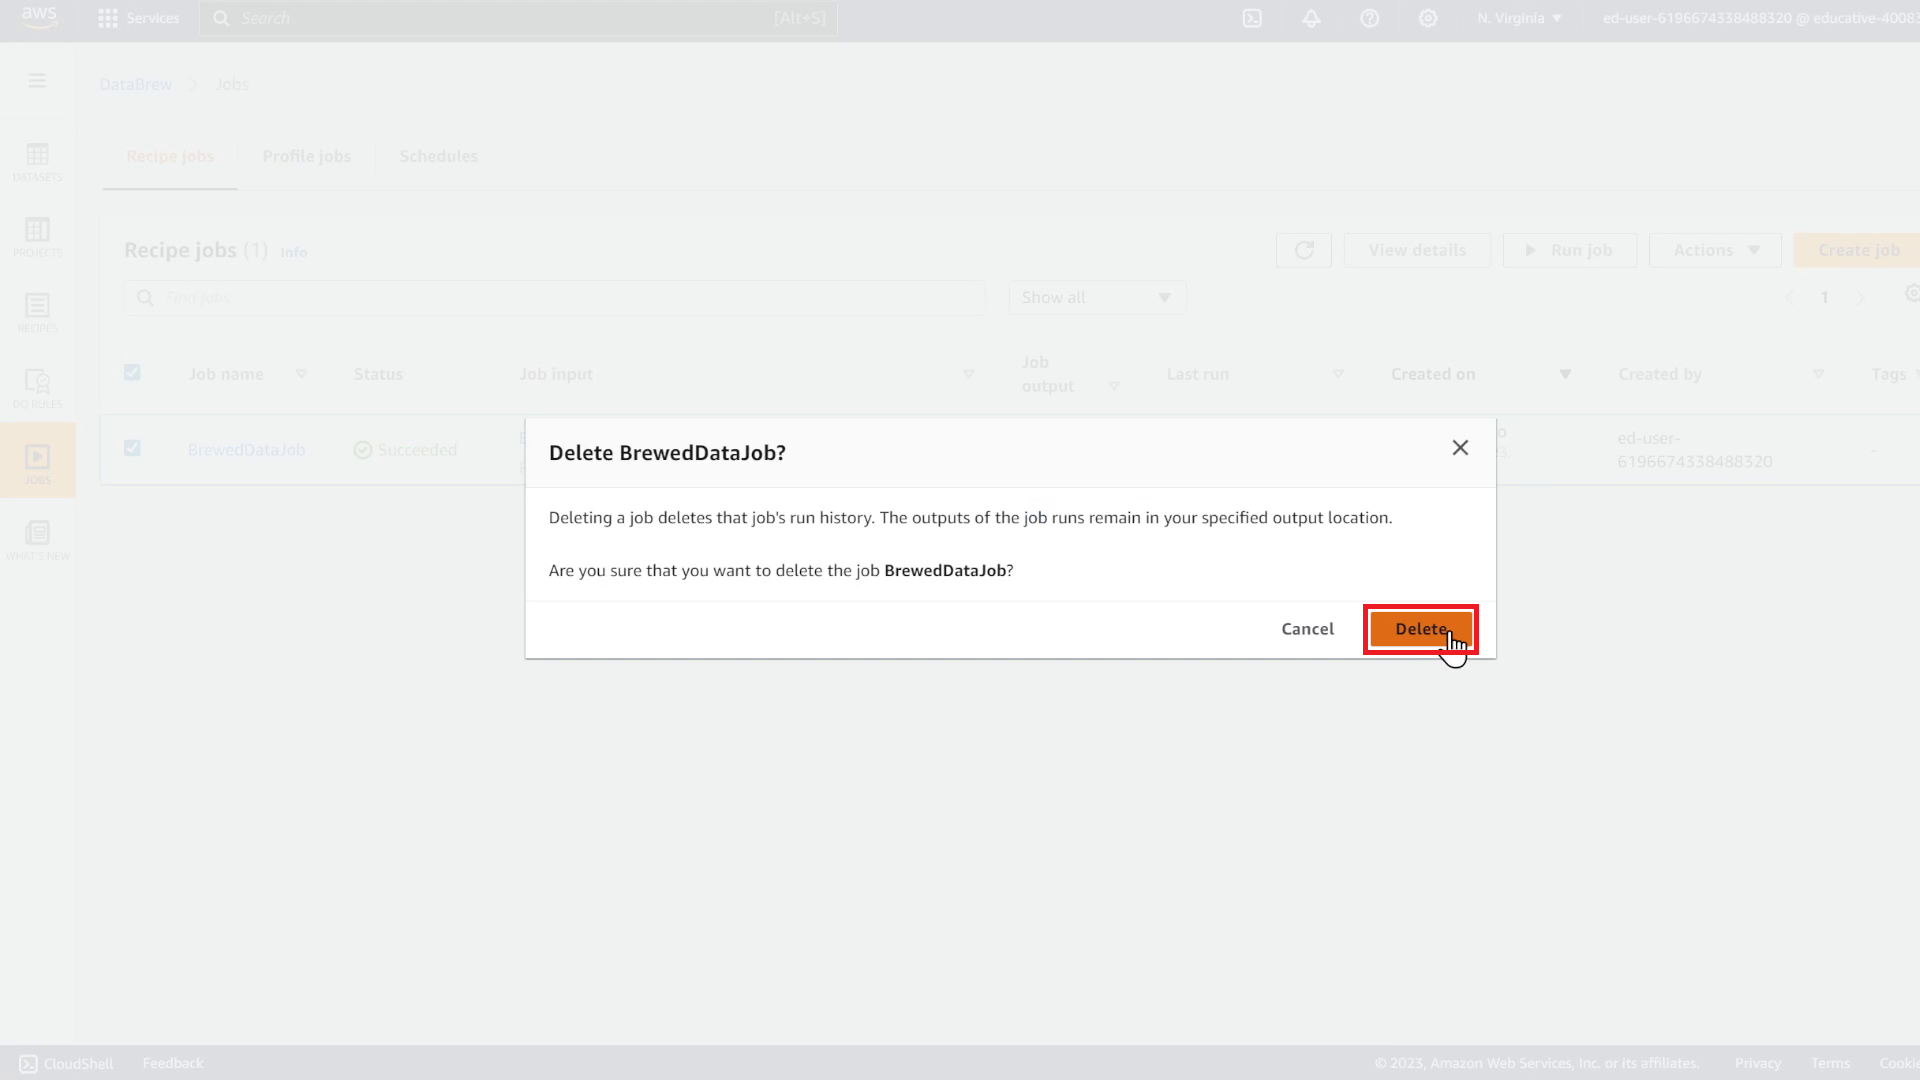 aws
Services
Search
[Alt+S]
N. Virginia
ed-user-6196674338488320 @ educative-40083
DataBrew
Jobs
Recipe jobs
Profile jobs
Schedules
DATASETS
PROJECTS
RECIPES
DQ RULES
JOBS
WHAT'S NEW
Recipe jobs (1)
Info
View details
Run job
Actions
Create job
Find jobs
Show all
1
Job name
Status
Job input
Job
output
Last run
Created on
Created by
Tags
BrewedDataJob
Succeeded
ed-user-
6196674338488320
-
Delete BrewedDataJob?
Deleting a job deletes that job's run history. The outputs of the job runs remain in your specified output location.
Are you sure that you want to delete the job BrewedDataJob?
Cancel
Delete
CloudShell
Feedback
© 2023, Amazon Web Services, Inc. or its affiliates.
Privacy
Terms
Cookie